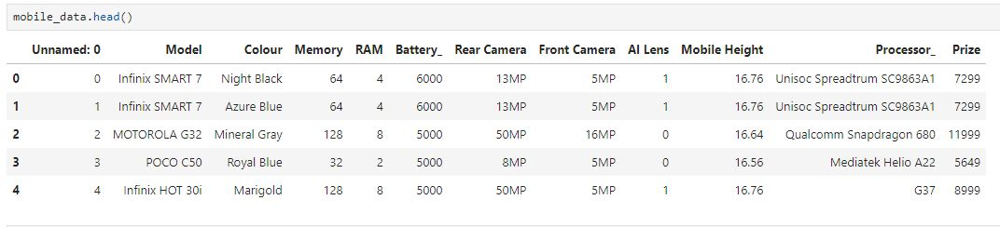 mobile_data.head()
Unnamed: 0 Model Colour Memory RAM Battery_ Rear Camera Front Camera AI Lens Mobile Height Processor_ Prize
0 0 Infinix SMART 7 Night Black 64 4 6000 13MP 5MP 1 16.76 Unisoc Spreadtrum SC9863A1 7299
1 1 Infinix SMART 7 Azure Blue 64 4 6000 13MP 5MP 1 16.76 Unisoc Spreadtrum SC9863A1 7299
2 2 MOTOROLA G32 Mineral Gray 128 8 5000 50MP 16MP 0 16.64 Qualcomm Snapdragon 680 11999
3 3 POCO C50 Royal Blue 32 2 5000 8MP 5MP 0 16.56 Mediatek Helio A22 5649
4 4 Infinix HOT 30i Marigold 128 8 5000 50MP 5MP 1 16.76 G37 8999